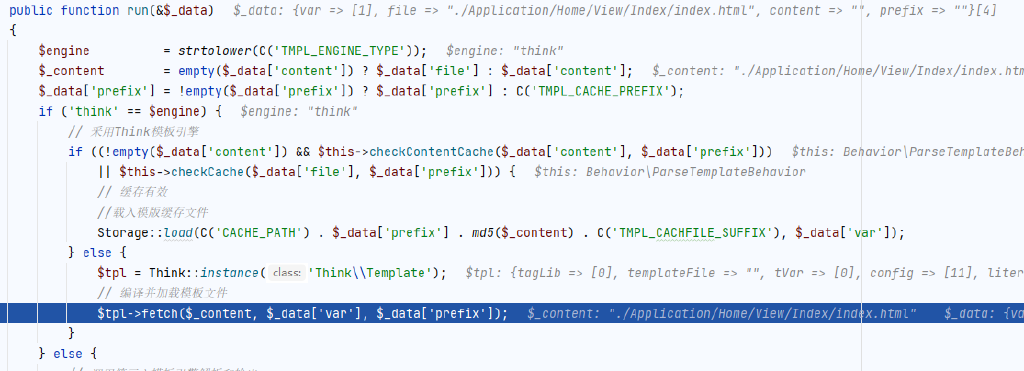 public function run(&$_data)   $_data: {var => [1], file => "./Application/Home/View/Index/index.html", content => "", prefix => ""}[4]
{
    $engine          = strtolower(C('TMPL_ENGINE_TYPE'));   $engine: "think"
    $_content        = empty($_data['content']) ? $_data['file'] : $_data['content'];   $_content: "./Application/Home/View/Index/index.htm
    $_data['prefix'] = !empty($_data['prefix']) ? $_data['prefix'] : C('TMPL_CACHE_PREFIX');
    if ('think' == $engine) {   $engine: "think"
        // 采用Think模板引擎
        if ((!empty($_data['content']) && $this->checkContentCache($_data['content'], $_data['prefix']))   $this: Behavior\ParseTemplateBeh
            || $this->checkCache($_data['file'], $_data['prefix'])) {   $this: Behavior\ParseTemplateBehavior
            // 缓存有效
            //载入模版缓存文件
            Storage::load(C('CACHE_PATH') . $_data['prefix'] . md5($_content) . C('TMPL_CACHFILE_SUFFIX'), $_data['var']);
        } else {
            $tpl = Think::instance( class: 'Think\\Template');   $tpl: {tagLib => [0], templateFile => "", tVar => [0], config => [11], liter
            // 编译并加载模板文件
            $tpl->fetch($_content, $_data['var'], $_data['prefix']);   $_content: "./Application/Home/View/Index/index.html"   $_data: {va
        }
    } else {